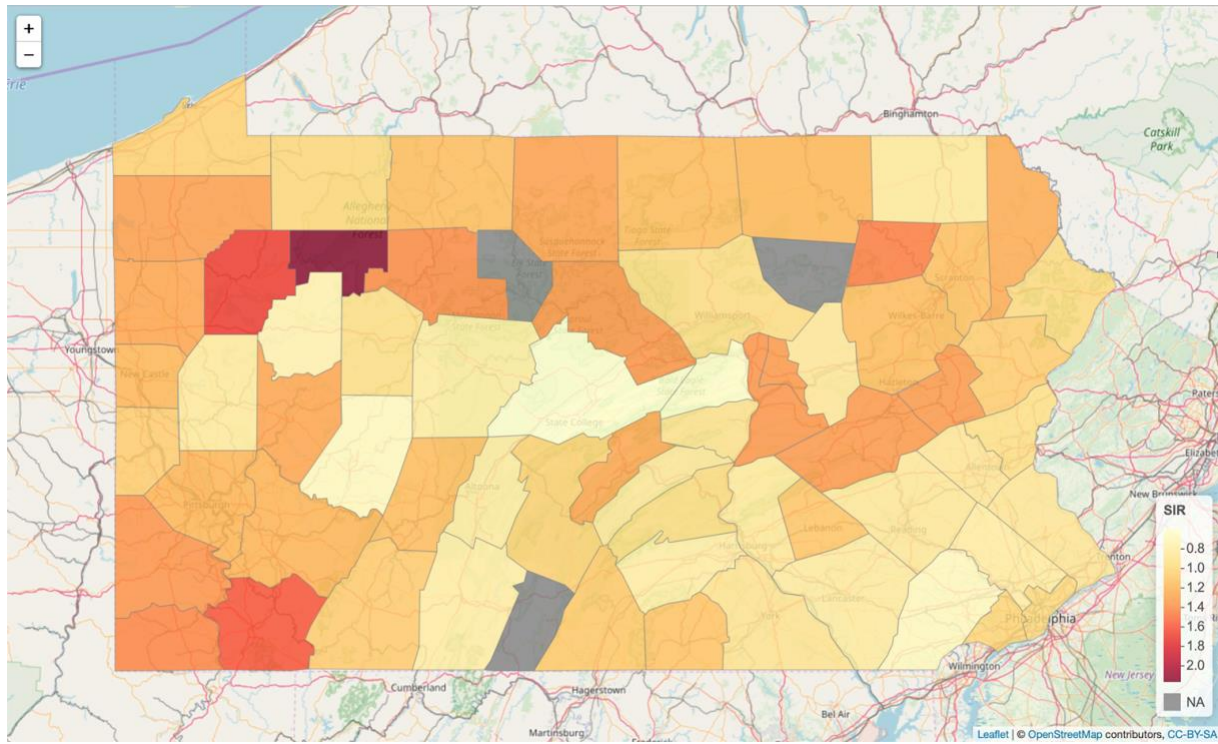 +
−
Erie
Binghamton
Catskill
Park
Allegheny
National
Forest
Susquehannock
State Forest
Tioga State
Forest
Scranton
Williamsport
Wilkes-Barre
Youngstown
New Castle
Hazleton
State College
Altoona
Allentown
Pittsburgh
Lebanon
Reading
New Brunswick
Elizabe
Paters
Lancaster
York
Philadelphia
enton
Wilmington
New Jersey
Cumberland
Hagerstown
Martinsburg
Frederick
Bel Air
SIR
0.8
1.0
1.2
1.4
1.6
1.8
2.0
NA
Leaflet | © OpenStreetMap contributors, CC-BY-SA